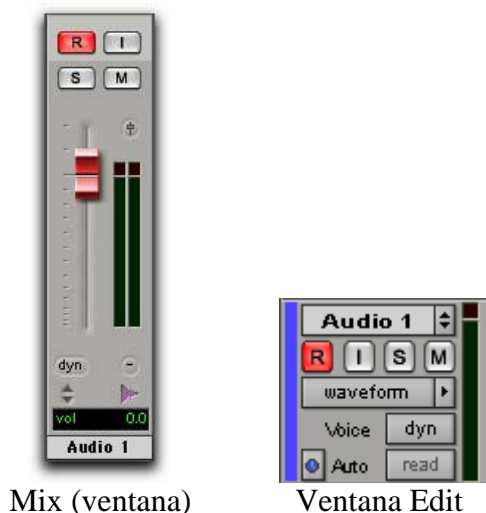 R I
S M
dyn
vol 0.0
Audio 1
Mix (ventana)
Audio 1
R I S M
waveform
Voice dyn
Auto read
Ventana Edit